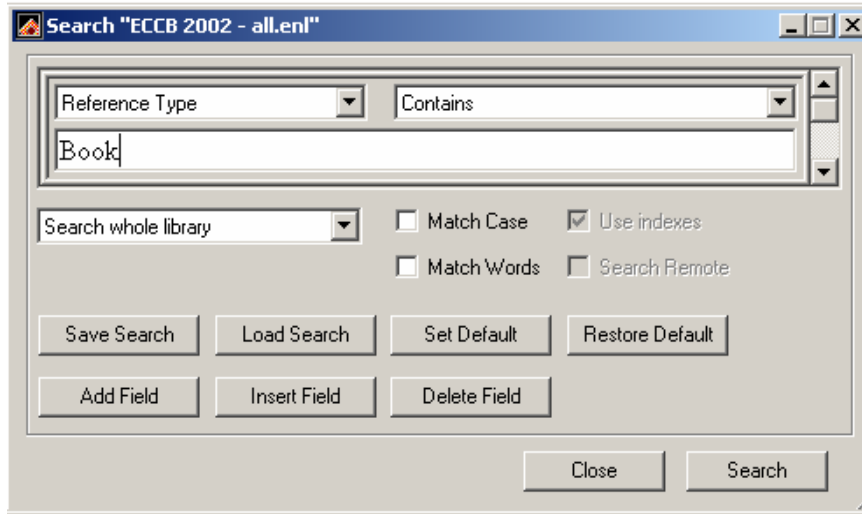 Search "ECCB 2002 - all.enl"
Reference Type Contains
Book
Search whole library Match Case Use indexes
Match Words Search Remote
Save Search Load Search Set Default Restore Default
Add Field Insert Field Delete Field
Close Search